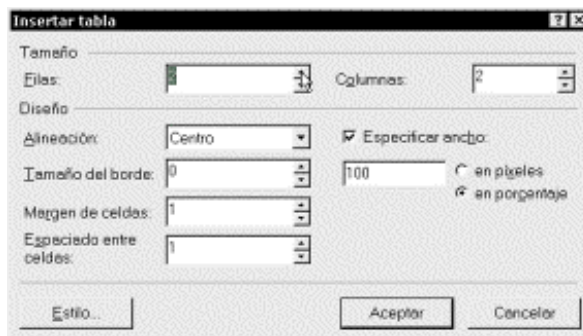 Insertar tabla
Tamaño
Filas: 3 Columnas: 2
Diseño
Alineación: Centro Especificar ancho:
Tamaño del borde: 0 100 en píxeles
en porcentaje
Margen de celdas: 1
Espaciado entre
celdas: 1
Estilo... Aceptar Cancelar